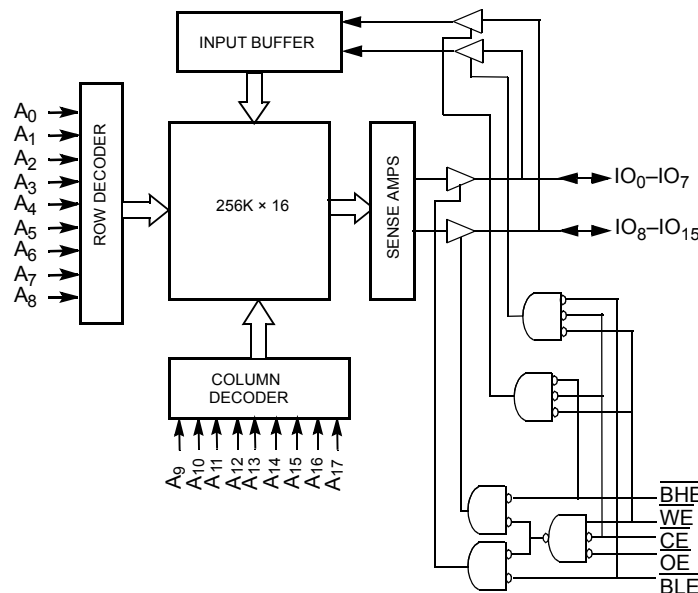 INPUT BUFFER
A0
A1
A2
A3
A4
A5
A6
A7
A8
ROW DECODER
256K × 16
SENSE AMPS
IO0–IO7
IO8–IO15
COLUMN
DECODER
A9
A10
A11
A12
A13
A14
A15
A16
A17
BHE
WE
CE
OE
BLE